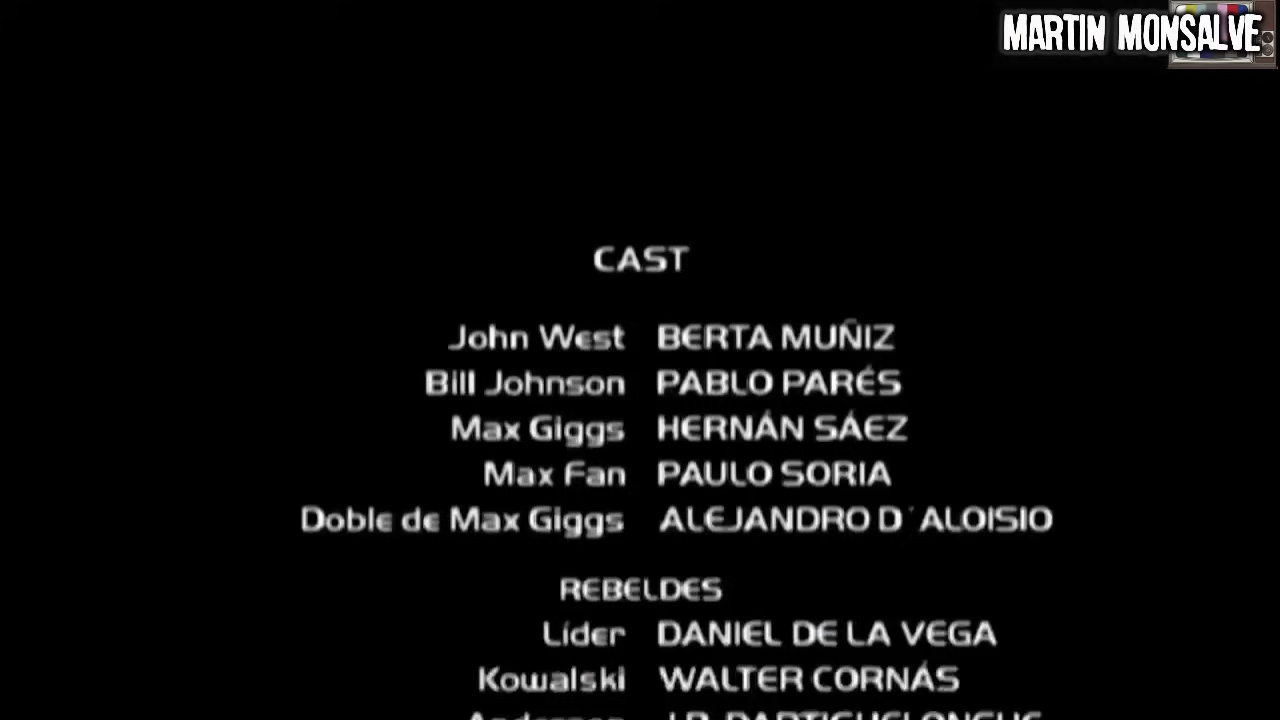 MARTIN MONSALVE
CAST
John West BERTA MUÑIZ
Bill Johnson PABLO PARÉS
Max Giggs HERNÁN SÁEZ
Max Fan PAULO SORIA
Doble de Max Giggs ALEJANDRO D´ALOISIO
REBELDES
Líder DANIEL DE LA VEGA
Kowalski WALTER CORNÁS